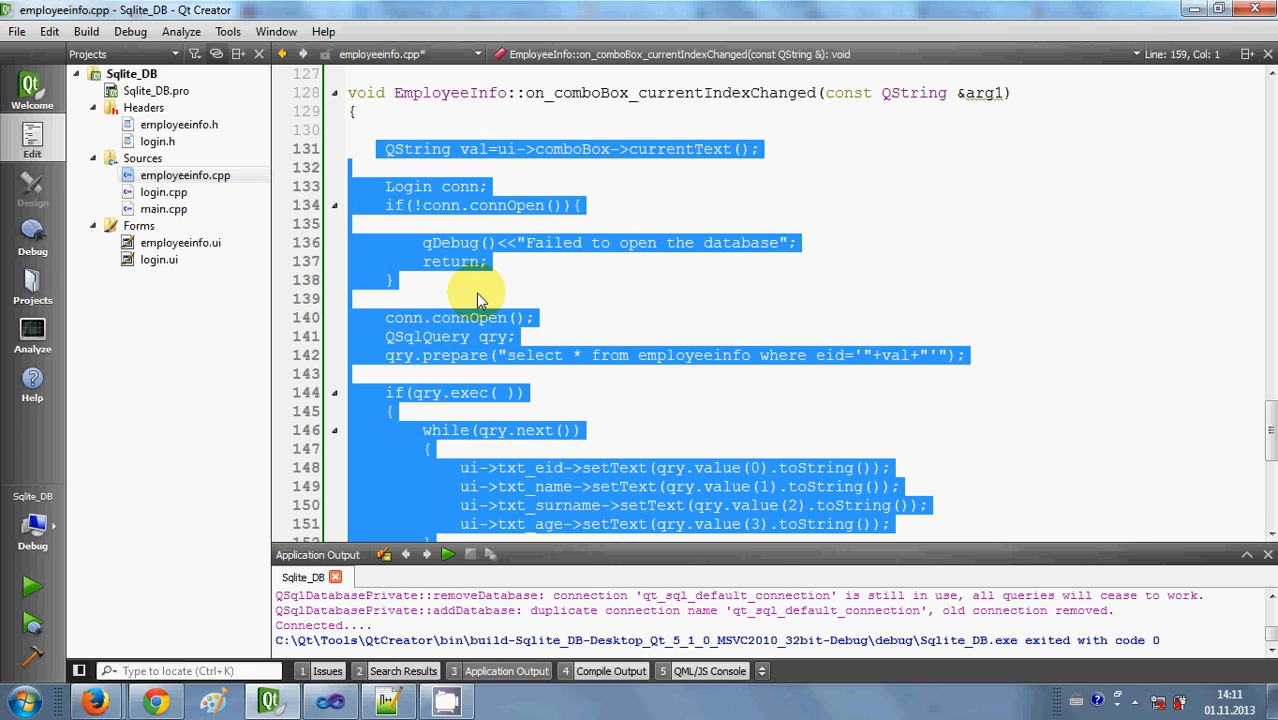 employeeinfo.cpp - Sqlite_DB - Qt Creator
File Edit Build Debug Analyze Tools Window Help
Projects employeeinfo.cpp* EmployeeInfo::on_comboBox_currentIndexChanged(const QString &): void Line: 159, Col: 1
Welcome
Edit
Design
Debug
Projects
Analyze
Help
Sqlite_DB
Debug
Sqlite_DB
Sqlite_DB.pro
Headers
employeeinfo.h
login.h
Sources
employeeinfo.cpp
login.cpp
main.cpp
Forms
employeeinfo.ui
login.ui
127
128 void EmployeeInfo::on_comboBox_currentIndexChanged(const QString &arg1)
129 {
130
131 QString val=ui->comboBox->currentText();
132
133 Login conn;
134 if(!conn.connOpen()){
135
136 qDebug()<<"Failed to open the database";
137 return;
138 }
139
140 conn.connOpen();
141 QSqlQuery qry;
142 qry.prepare("select * from employeeinfo where eid='"+val+"'");
143
144 if(qry.exec( ))
145 {
146 while(qry.next())
147 {
148 ui->txt_eid->setText(qry.value(0).toString());
149 ui->txt_name->setText(qry.value(1).toString());
150 ui->txt_surname->setText(qry.value(2).toString());
151 ui->txt_age->setText(qry.value(3).toString());
152 }
Application Output
Sqlite_DB
QSqlDatabasePrivate::removeDatabase: connection 'qt_sql_default_connection' is still in use, all queries will cease to work.
QSqlDatabasePrivate::addDatabase: duplicate connection name 'qt_sql_default_connection', old connection removed.
Connected....
C:\Qt\Tools\QtCreator\bin\build-Sqlite_DB-Desktop_Qt_5_1_0_MSVC2010_32bit-Debug\debug\Sqlite_DB.exe exited with code 0
Type to locate (Ctrl+K) 1 Issues 2 Search Results 3 Application Output 4 Compile Output 5 QML/JS Console
14:11
01.11.2013